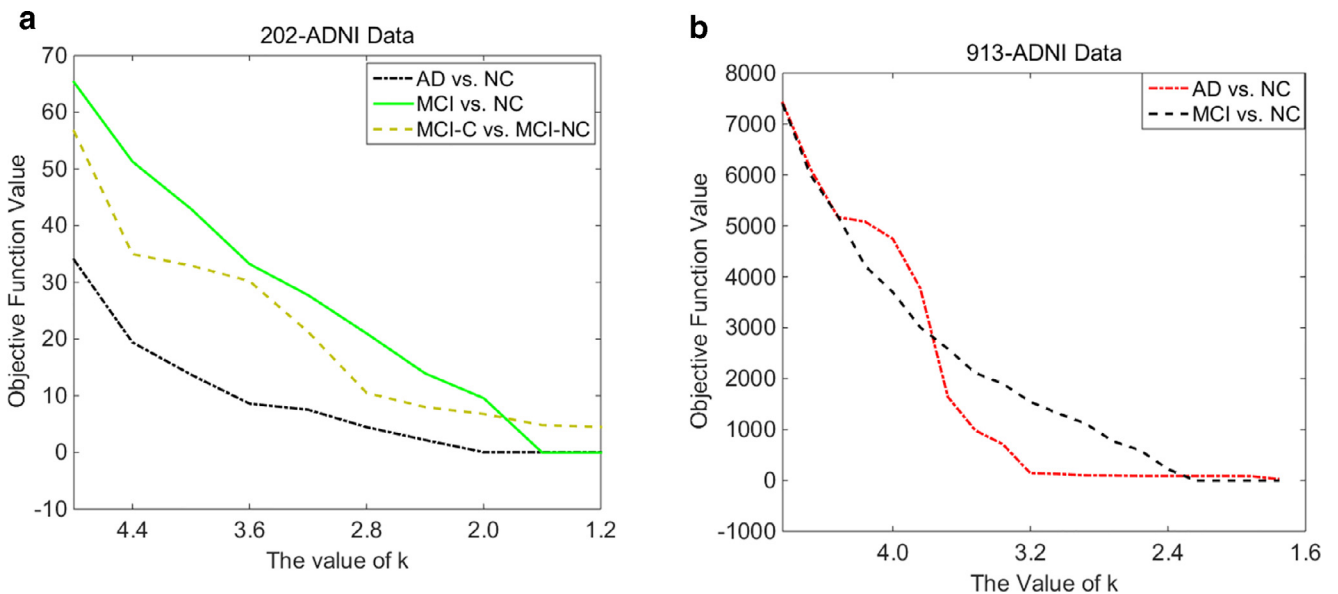 a
202-ADNI Data
70
60
50
40
30
20
10
0
-10
Objective Function Value
AD vs. NC
MCI vs. NC
MCI-C vs. MCI-NC
4.4 3.6 2.8 2.0 1.2
The value of k
b
913-ADNI Data
8000
7000
6000
5000
4000
3000
2000
1000
0
-1000
Objective Function Value
AD vs. NC
MCI vs. NC
4.0 3.2 2.4 1.6
The Value of k